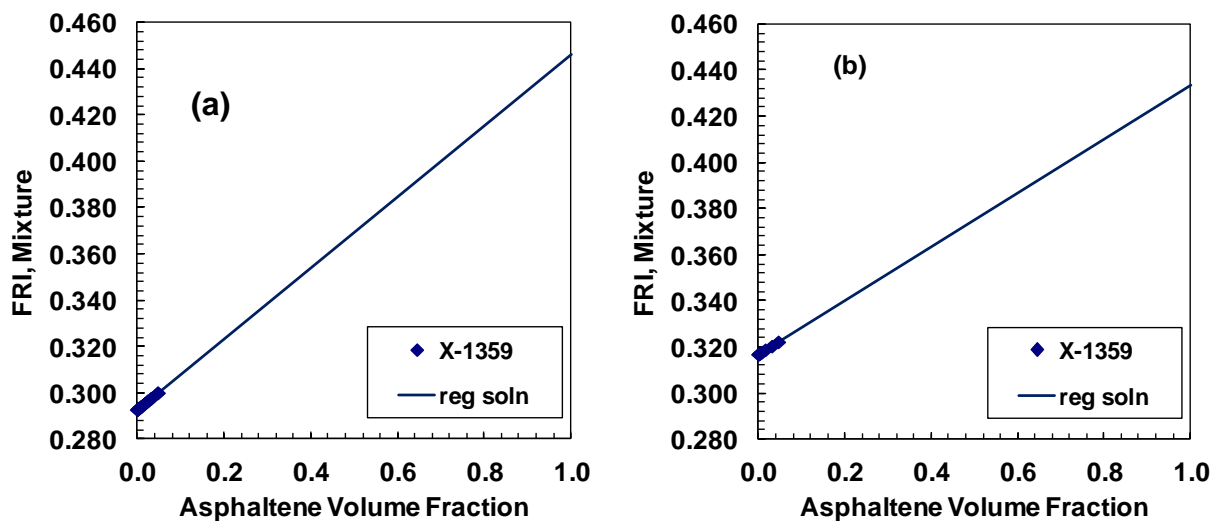 0.460
0.440
0.420
0.400
0.380
0.360
0.340
0.320
0.300
0.280
FRI, Mixture
(a)
X-1359
reg soln
0.0 0.2 0.4 0.6 0.8 1.0
Asphaltene Volume Fraction
0.460
0.440
0.420
0.400
0.380
0.360
0.340
0.320
0.300
0.280
FRI, Mixture
(b)
X-1359
reg soln
0.0 0.2 0.4 0.6 0.8 1.0
Asphaltene Volume Fraction